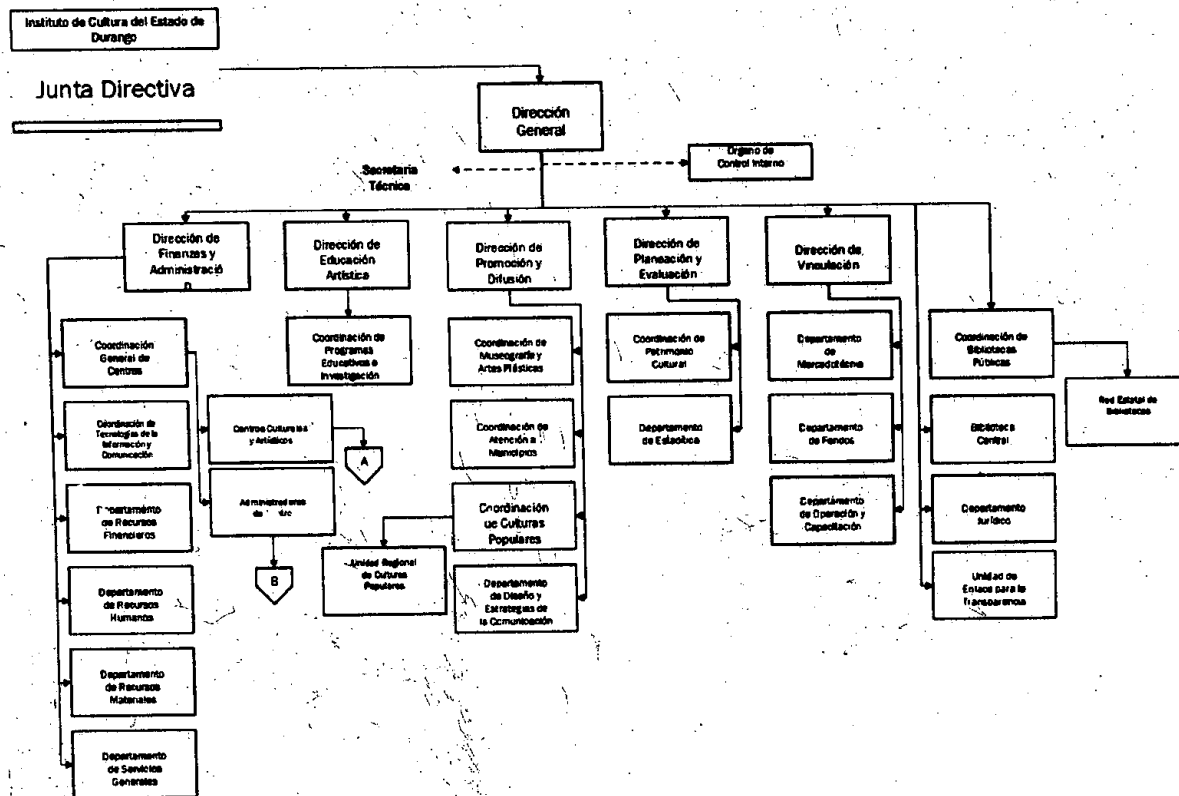 Instituto de Cultura del Estado de
Durango
Junta Directiva
Dirección
General
Secretaría
Técnica
Organo de
Control Interno
Dirección de
Finanzas y
Administració
n
Dirección de
Educación
Artística
Dirección de
Promoción y
Difusión
Dirección de
Planeación y
Evaluación
Dirección de
Vinculación
Coordinación
General de
Centros
Coordinación de
Programas
Educativos e
Investigación
Coordinación de
Museografía y
Artes Plásticas
Coordinación de
Patrimonio
Cultural
Departamento
de
Mercadotécnia
Coordinación de
Bibliotecas
Públicas
Red Estatal de
Bibliotecas
Coordinación de
Tecnologías de la
Información y
Comunicación
Centros Culturales
y Artísticos
A
Coordinación de
Atención a
Municipios
Departamento
de Estadítica
Departamento
de Fondos
Biblioteca
Central
Departamento
de Recursos
Financieros
Administradores
de
B
Coordinación
de Culturas
Populares
Unidad Regional
de Culturas
Populares
Departamento
de Operación y
Capacitación
Departamento
Jurídico
Departamento
de Recursos
Humanos
Departamento
de Diseño y
Estrategias de
la Comunicación
Unidad de
Enlace para la
Transparencia
Departamento
de Recursos
Materiales
Departamento
de Servicios
Generales